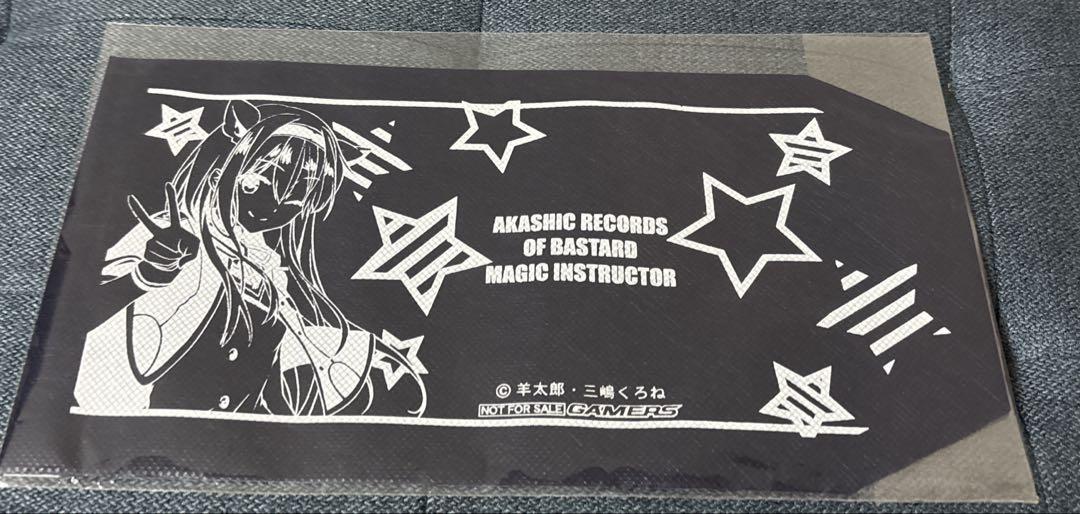 AKASHIC RECORDS
OF BASTARD
MAGIC INSTRUCTOR
© 羊太郎・三嶋くろね
NOT FOR SALE GAMERS